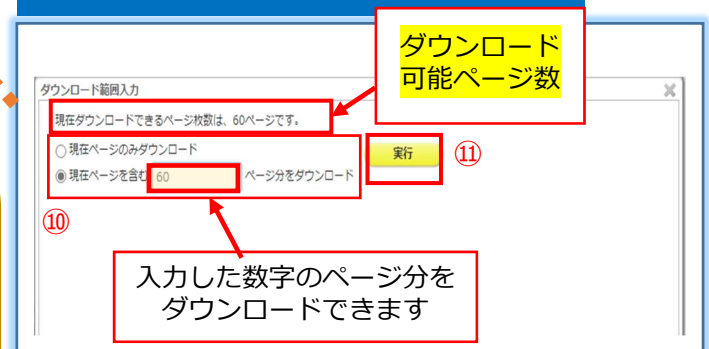 ダウンロード
可能ページ数
ダウンロード範囲入力
現在ダウンロードできるページ枚数は、60ページです。
現在ページのみダウンロード
実行
⑪
現在ページを含む 60 ページ分をダウンロード
⑩
入力した数字のページ分を
ダウンロードできます